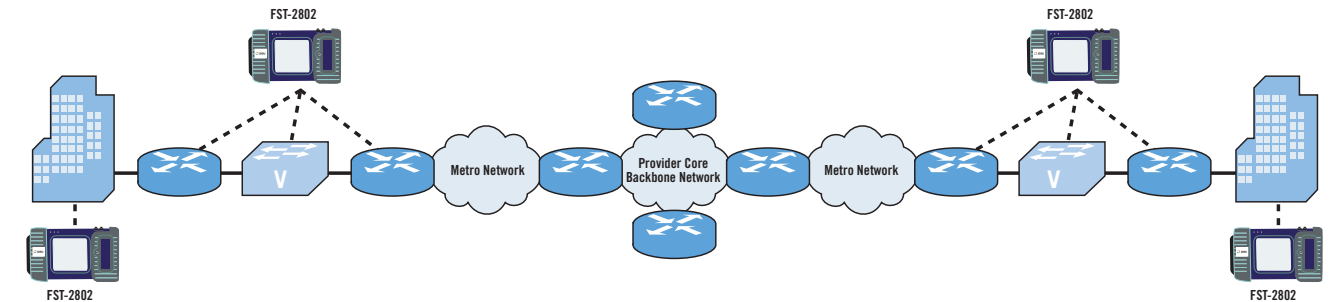 FST-2802
FST-2802
V
Metro Network
Provider Core
Backbone Network
Metro Network
V
FST-2802
FST-2802